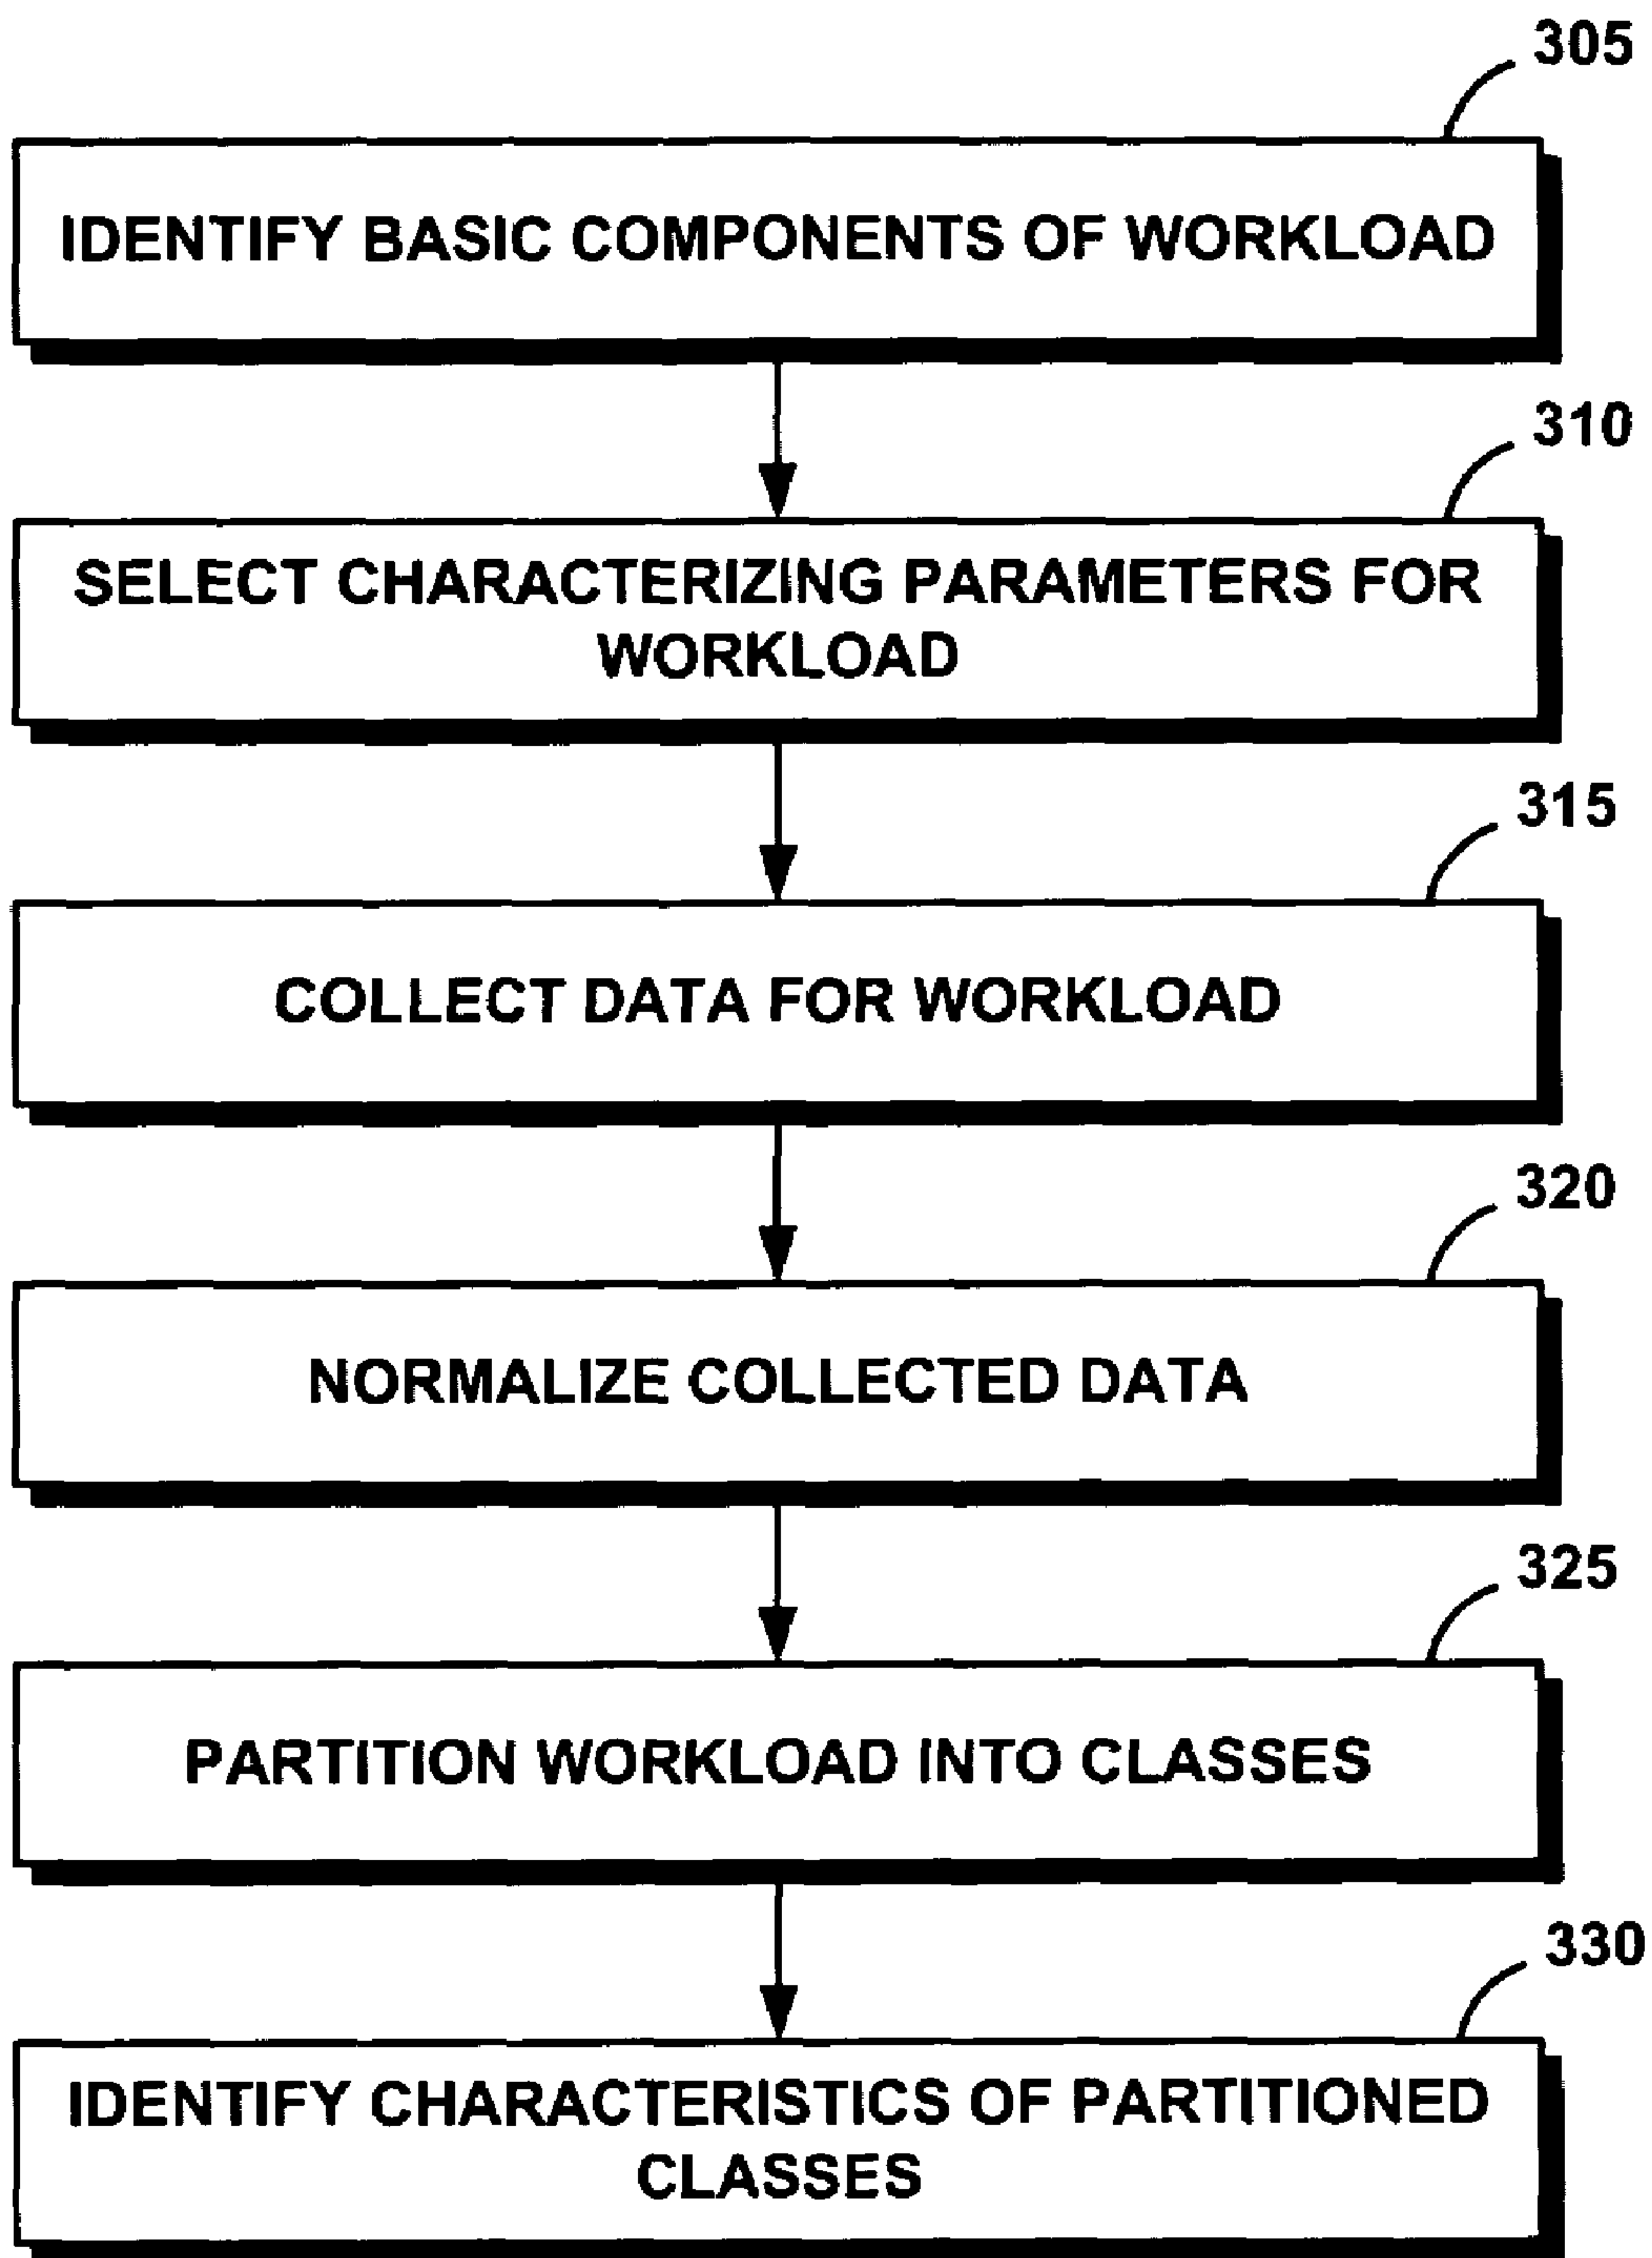 305
IDENTIFY BASIC COMPONENTS OF WORKLOAD
310
SELECT CHARACTERIZING PARAMETERS FOR
WORKLOAD
315
COLLECT DATA FOR WORKLOAD
320
NORMALIZE COLLECTED DATA
325
PARTITION WORKLOAD INTO CLASSES
330
IDENTIFY CHARACTERISTICS OF PARTITIONED
CLASSES